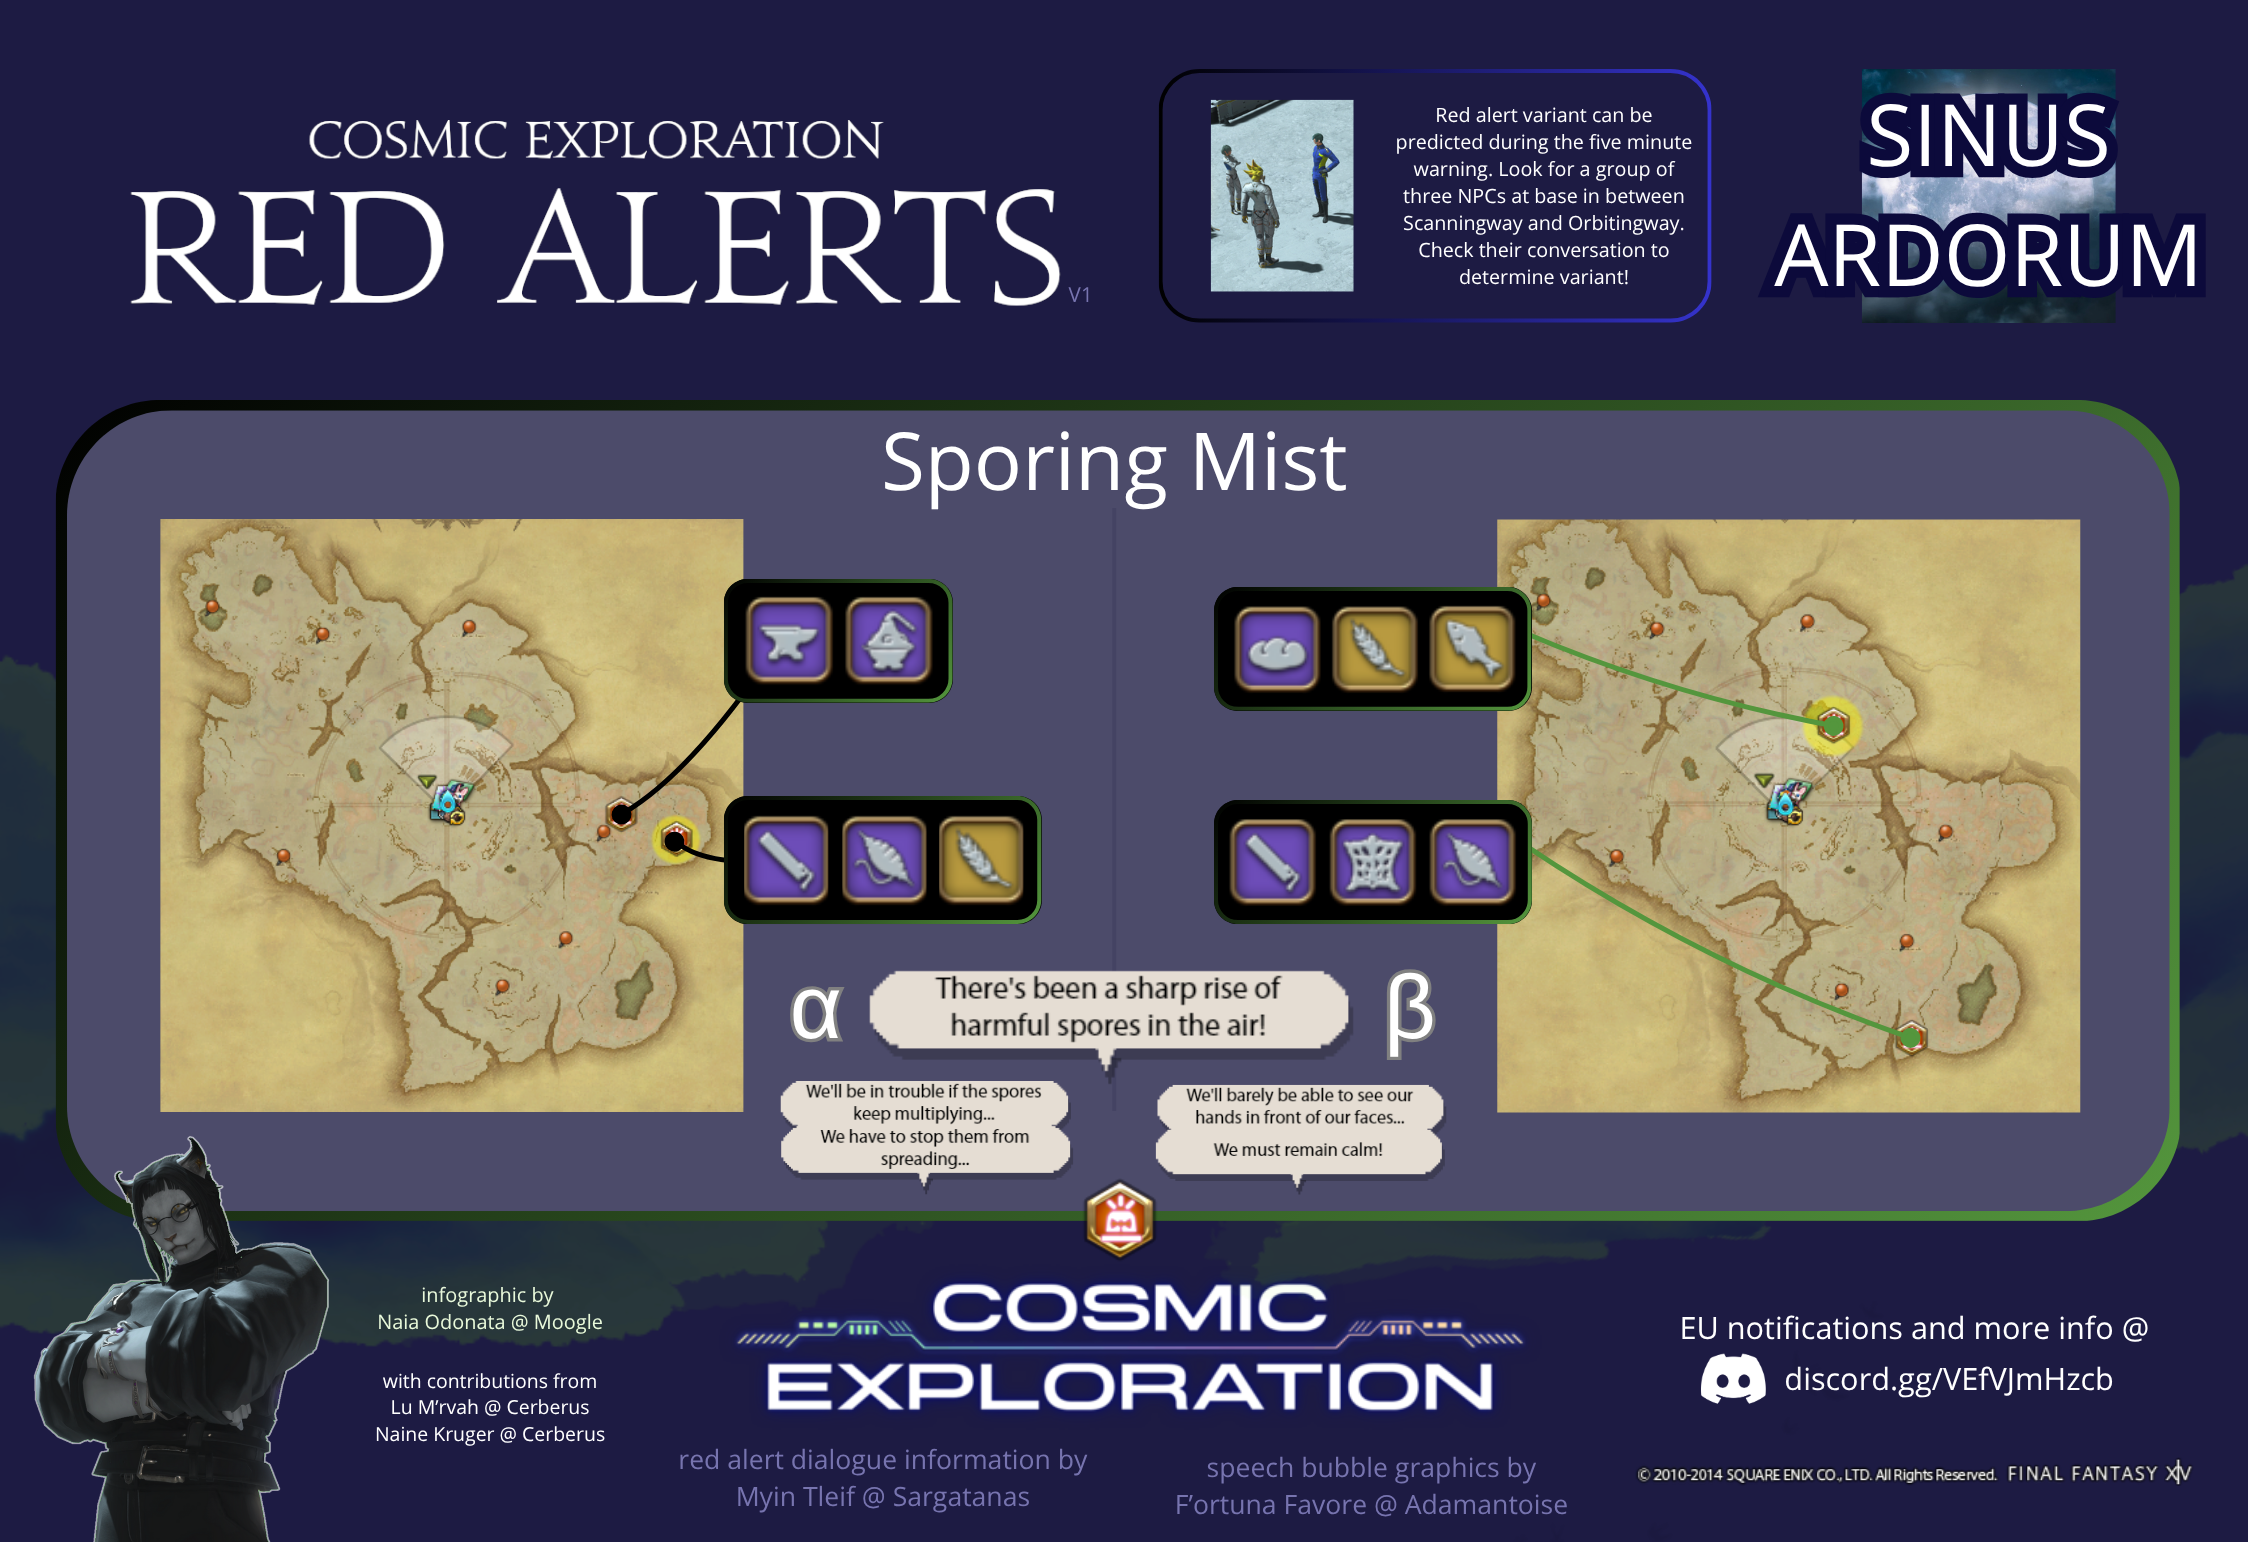 COSMIC EXPLORATION
RED ALERTS
V1
Red alert variant can be
predicted during the five minute
warning. Look for a group of
three NPCs at base in between
Scanningway and Orbitingway.
Check their conversation to
determine variant!
SINUS
ARDORUM
Sporing Mist
α
There's been a sharp rise of
harmful spores in the air!
β
We'll be in trouble if the spores
keep multiplying...
We have to stop them from
spreading...
We'll barely be able to see our
hands in front of our faces...
We must remain calm!
infographic by
Naia Odonata @ Moogle
with contributions from
Lu M'rvah @ Cerberus
Naine Kruger @ Cerberus
COSMIC
EXPLORATION
red alert dialogue information by
Myin Tleif @ Sargatanas
speech bubble graphics by
F'ortuna Favore @ Adamantoise
EU notifications and more info @
discord.gg/VEfVJmHzcb
© 2010-2014 SQUARE ENIX CO., LTD. All Rights Reserved. FINAL FANTASY XIV